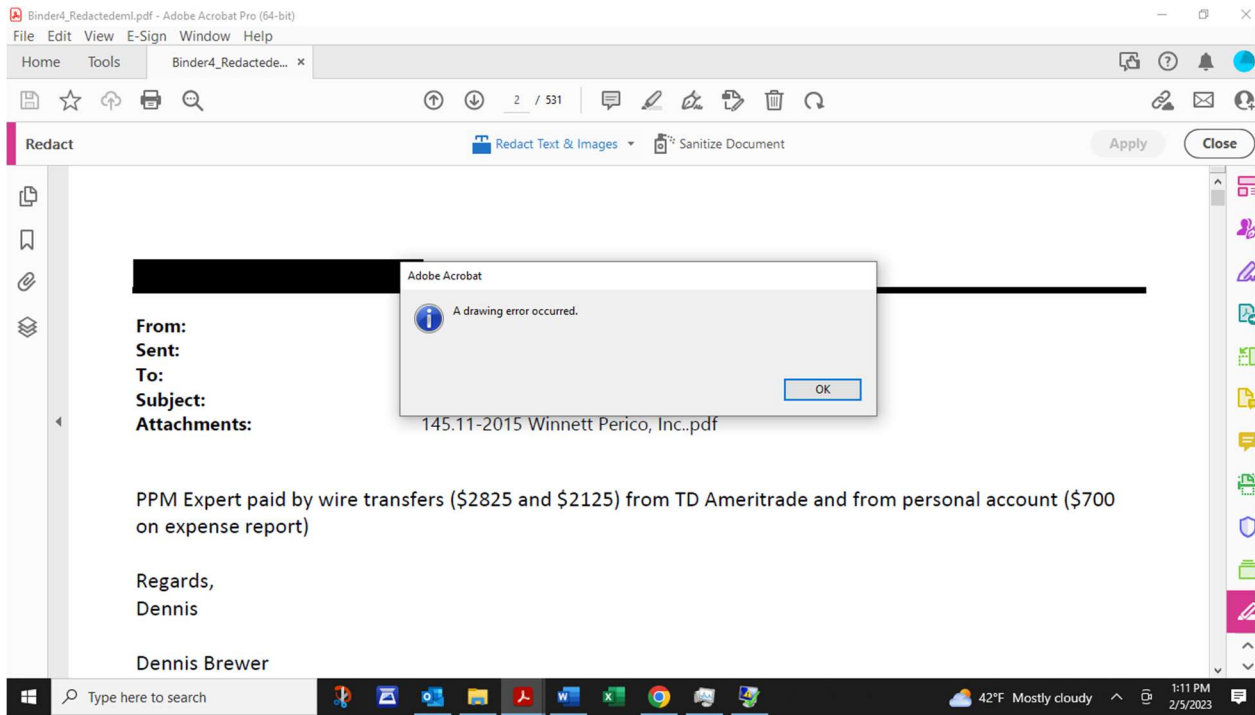 Binder4_Redactedeml.pdf - Adobe Acrobat Pro (64-bit)
File Edit View E-Sign Window Help
Home Tools Binder4_Redactede... ×
2 / 531
Redact Redact Text & Images Sanitize Document Apply Close
Adobe Acrobat
A drawing error occurred.
OK
From:
Sent:
To:
Subject:
Attachments: 145.11-2015 Winnett Perico, Inc..pdf
PPM Expert paid by wire transfers ($2825 and $2125) from TD Ameritrade and from personal account ($700
on expense report)
Regards,
Dennis
Dennis Brewer
Type here to search 42°F Mostly cloudy 1:11 PM
2/5/2023